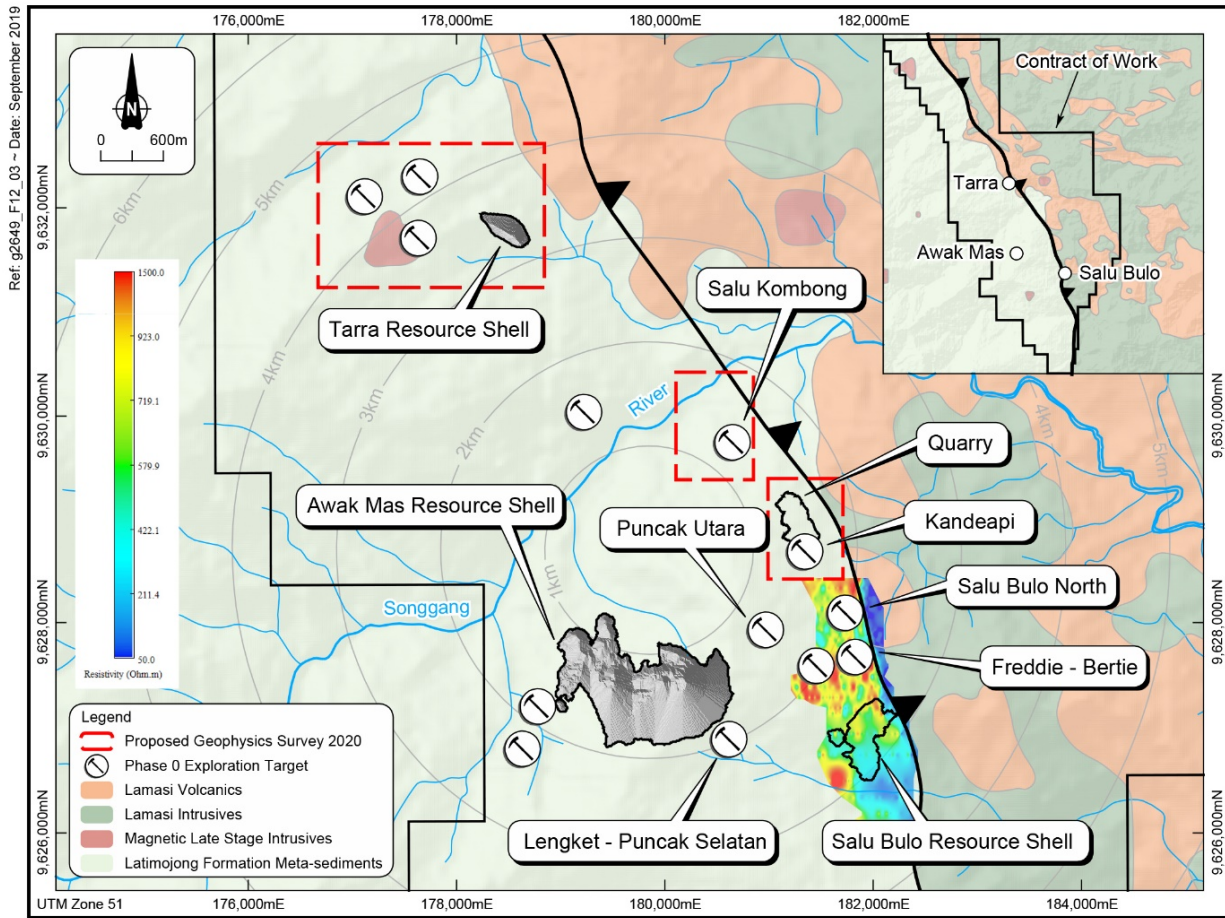 Ref: g2649_F12_03 ~ Date: September 2019
176,000mE
178,000mE
180,000mE
182,000mE
N
0 600m
Contract of Work
Tarra
Awak Mas
Salu Bulo
9,632,000mN
6km
5km
4km
3km
2km
1km
Tarra Resource Shell
Salu Kombong
River
9,630,000mN
9,630,000mN
4km
5km
Quarry
Kandeapi
Awak Mas Resource Shell
Puncak Utara
Salu Bulo North
Freddie - Bertie
Songgang
9,628,000mN
9,628,000mN
1500.0
923.0
719.1
579.9
422.1
211.4
50.0
Resistivity (Ohm.m)
Legend
Proposed Geophysics Survey 2020
Phase 0 Exploration Target
Lamasi Volcanics
Lamasi Intrusives
Magnetic Late Stage Intrusives
Latimojong Formation Meta-sediments
Lengket - Puncak Selatan
Salu Bulo Resource Shell
9,626,000mN
9,626,000mN
UTM Zone 51
176,000mE
178,000mE
180,000mE
182,000mE
184,000mE